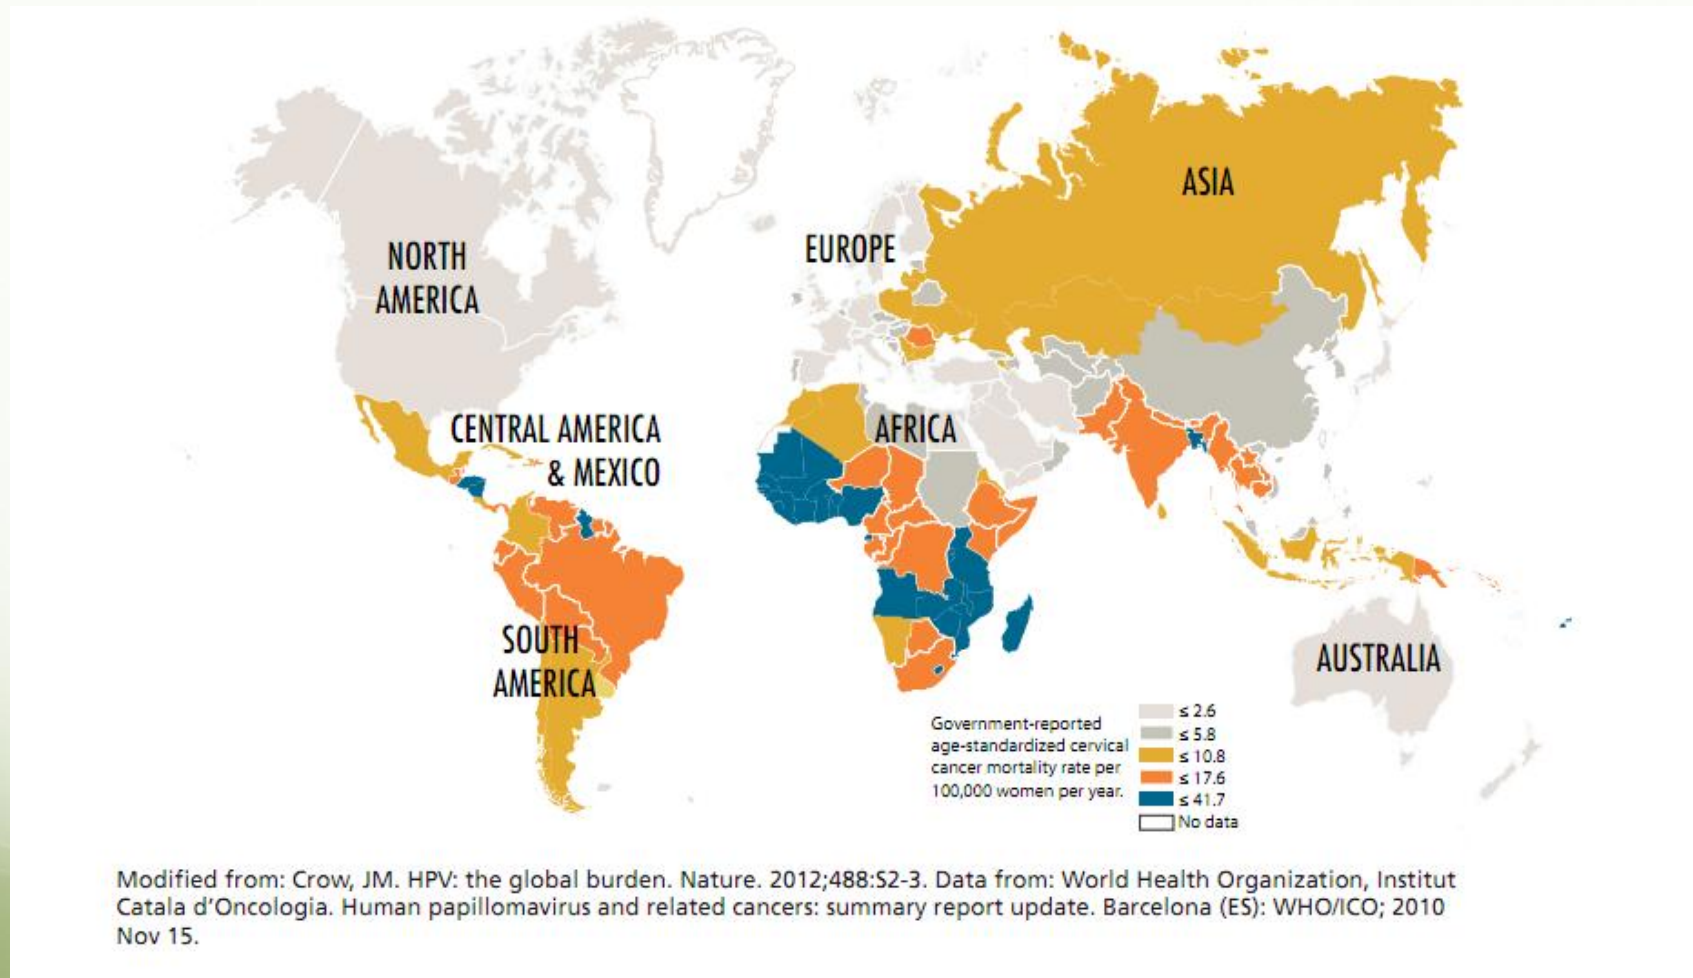 NORTH
AMERICA
EUROPE
ASIA
CENTRAL AMERICA
& MEXICO
AFRICA
SOUTH
AMERICA
AUSTRALIA
Government-reported
age-standardized cervical
cancer mortality rate per
100,000 women per year.
≤ 2.6
≤ 5.8
≤ 10.8
≤ 17.6
≤ 41.7
No data
Modified from: Crow, JM. HPV: the global burden. Nature. 2012;488:S2-3. Data from: World Health Organization, Institut
Catala d'Oncologia. Human papillomavirus and related cancers: summary report update. Barcelona (ES): WHO/ICO; 2010
Nov 15.